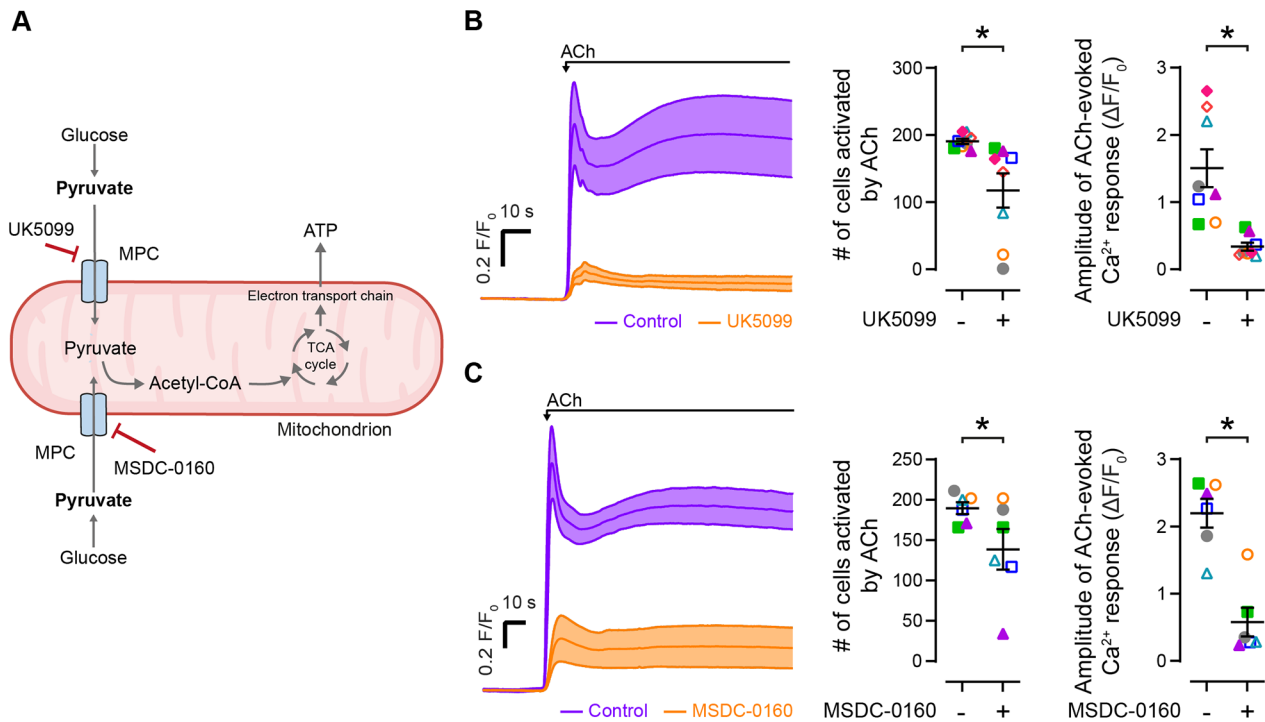 A
Glucose
Pyruvate
UK5099
MPC
ATP
Electron transport chain
Pyruvate
TCA
cycle
Acetyl-CoA
MPC
Mitochondrion
MSDC-0160
Pyruvate
Glucose
B
ACh
10 s
0.2 F/F0
Control
UK5099
*
300
200
100
0
# of cells activated
by ACh
UK5099
-
+
*
3
2
1
0
Amplitude of ACh-evoked
Ca2+ response (ΔF/F0)
UK5099
-
+
C
ACh
10 s
0.2 F/F0
Control
MSDC-0160
*
250
200
150
100
50
0
# of cells activated
by ACh
MSDC-0160
-
+
*
3
2
1
0
Amplitude of ACh-evoked
Ca2+ response (ΔF/F0)
MSDC-0160
-
+